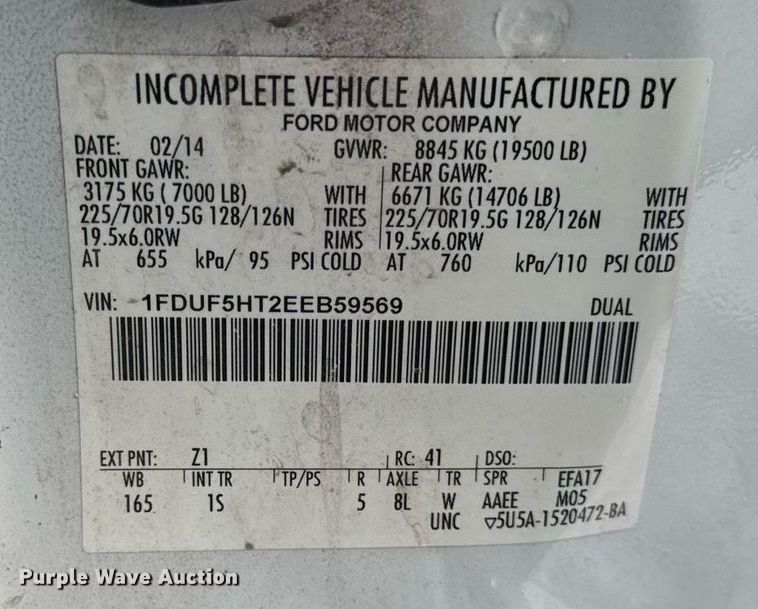 INCOMPLETE VEHICLE MANUFACTURED BY
FORD MOTOR COMPANY
DATE: 02/14 GVWR: 8845 KG (19500 LB)
FRONT GAWR: REAR GAWR:
3175 KG ( 7000 LB) WITH 6671 KG (14706 LB) WITH
225/70R19.5G 128/126N TIRES 225/70R19.5G 128/126N TIRES
19.5x6.0RW RIMS 19.5x6.0RW RIMS
AT 655 kPa/ 95 PSI COLD AT 760 kPa/110 PSI COLD
VIN: 1FDUF5HT2EEB59569 DUAL
EXT PNT: Z1 RC: 41 DSO:
WB INT TR TP/PS R AXLE TR SPR EFA17
165 1S 5 8L W AAEE M05
UNC ▽5U5A-1520472-BA
Purple Wave Auction